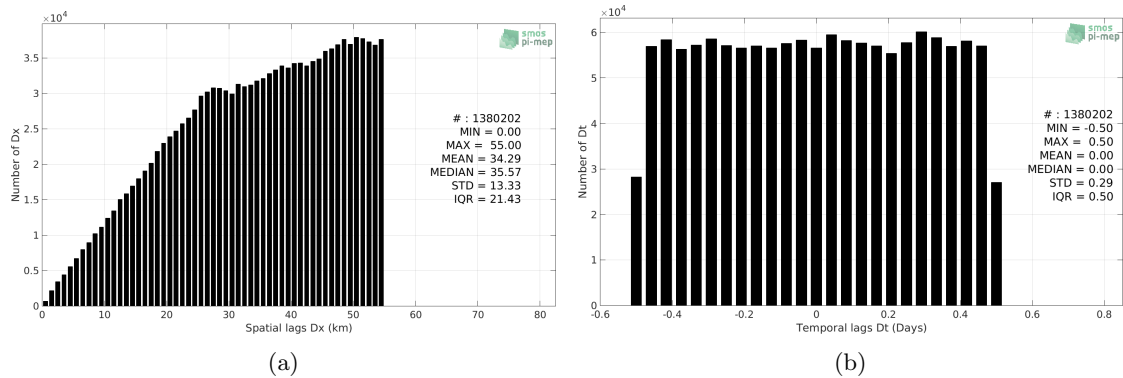 ×10⁴
3.5
3
2.5
2
1.5
1
0.5
0
0 10 20 30 40 50 60 70 80
Number of Dx
Spatial lags Dx (km)
smos
pi-mep
# : 1380202
MIN = 0.00
MAX = 55.00
MEAN = 34.29
MEDIAN = 35.57
STD = 13.33
IQR = 21.43
(a)
×10⁴
6
5
4
3
2
1
0
-0.6 -0.4 -0.2 0 0.2 0.4 0.6 0.8
Number of Dt
Temporal lags Dt (Days)
smos
pi-mep
# : 1380202
MIN = -0.50
MAX = 0.50
MEAN = 0.00
MEDIAN = 0.00
STD = 0.29
IQR = 0.50
(b)